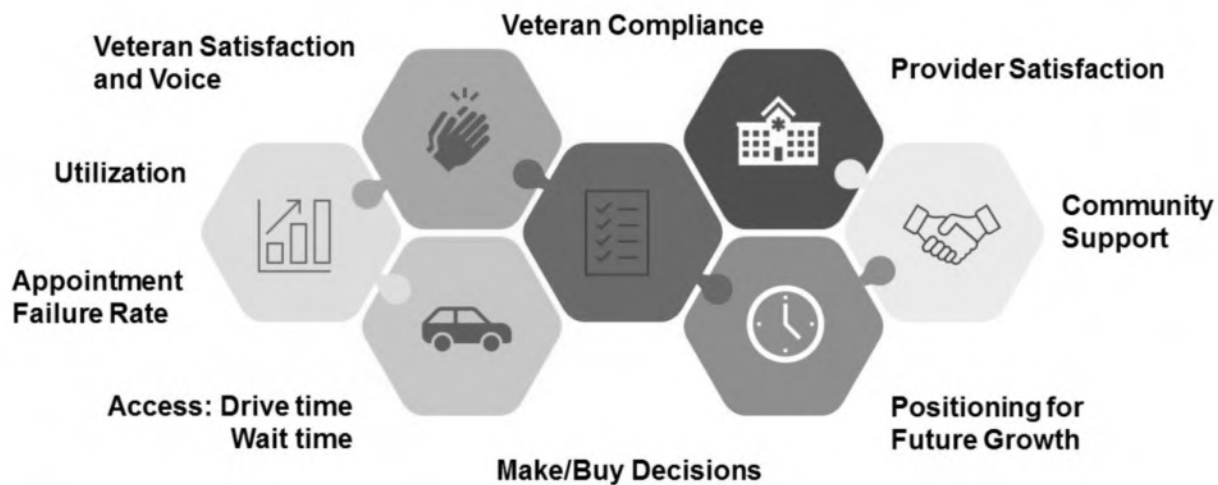 Veteran Compliance
Veteran Satisfaction
and Voice
Provider Satisfaction
Utilization
Community
Support
Appointment
Failure Rate
Access: Drive time
Wait time
Positioning for
Future Growth
Make/Buy Decisions